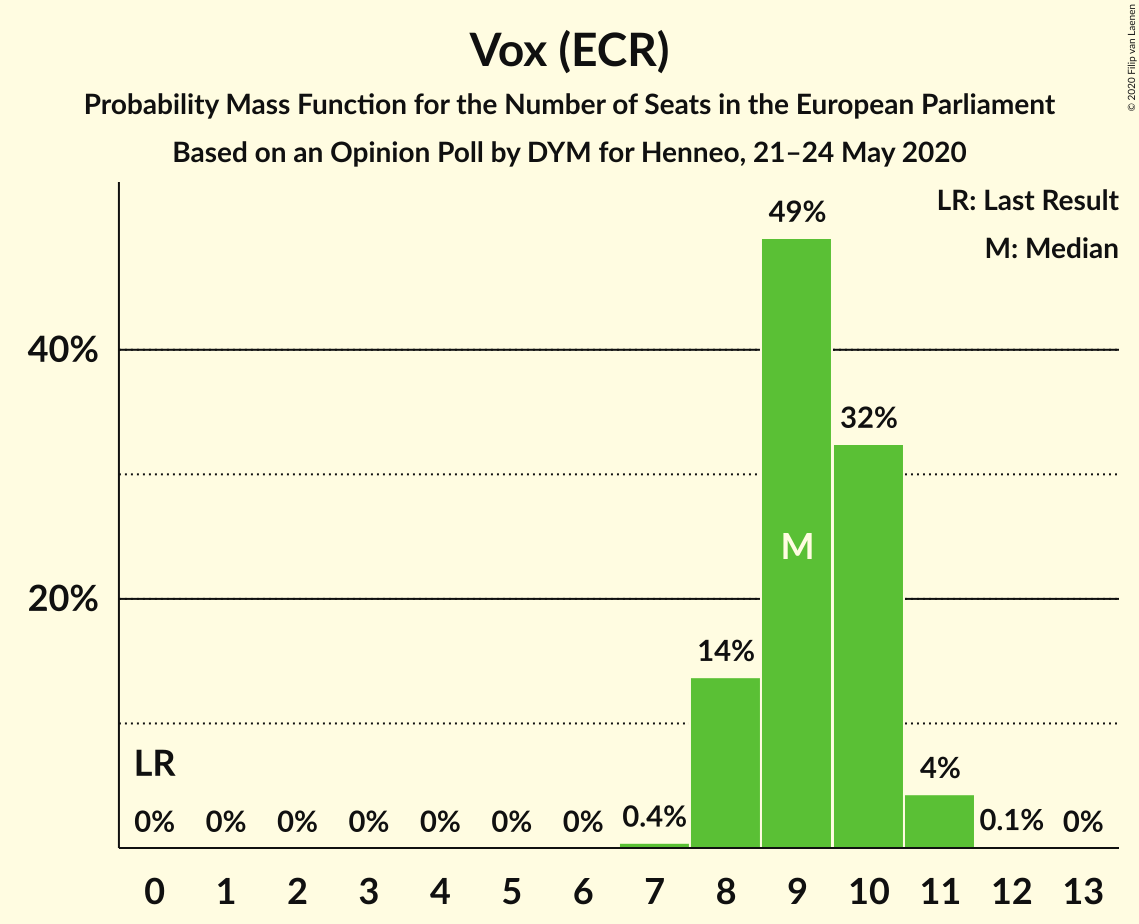 Vox (ECR)
Probability Mass Function for the Number of Seats in the European Parliament
Based on an Opinion Poll by DYM for Henneo, 21–24 May 2020
© 2020 Filip van Laenen
LR: Last Result
M: Median
49%
40%
32%
M
20%
14%
LR
4%
0% 0% 0% 0% 0% 0% 0% 0.4% 0.1% 0%
0 1 2 3 4 5 6 7 8 9 10 11 12 13